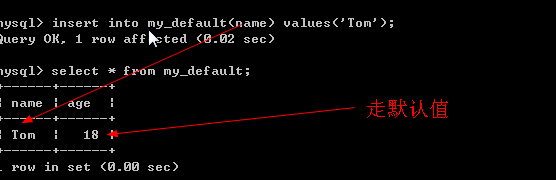 mysql> insert into my_default(name) values('Tom');
Query OK, 1 row affected (0.02 sec)
mysql> select * from my_default;
+------+------+
| name | age |
+------+------+
| Tom | 18 |
+------+------+
1 row in set (0.00 sec)
走默认值